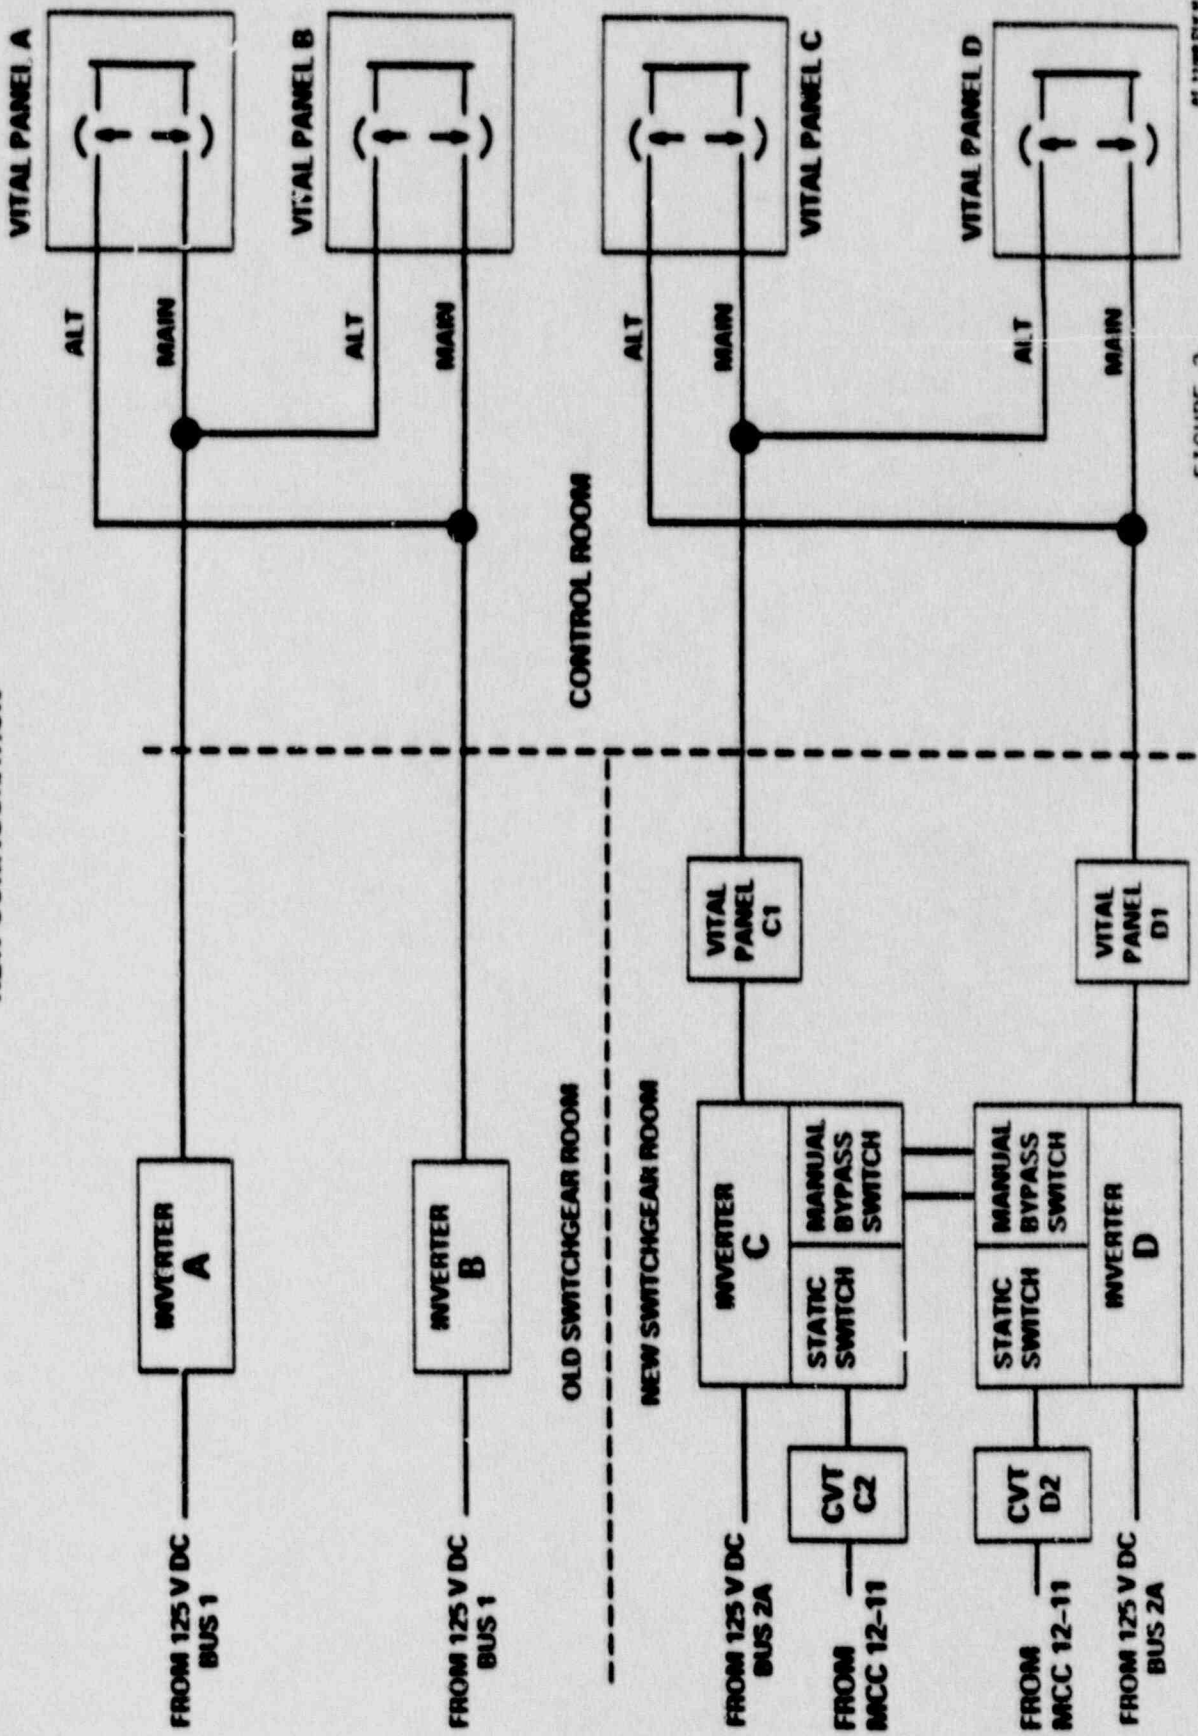 VITAL PANEL A
ALT
MAIN
INVERTER
A
FROM 125 V DC
BUS 1
VITAL PANEL B
ALT
MAIN
INVERTER
B
FROM 125 V DC
BUS 1
CONTROL ROOM
OLD SWITCHGEAR ROOM
NEW SWITCHGEAR ROOM
VITAL PANEL C
ALT
MAIN
VITAL
PANEL
C1
INVERTER
C
STATIC
SWITCH
MANUAL
BYPASS
SWITCH
FROM 125 V DC
BUS 2A
CVT
C2
FROM
MCC 12-11
VITAL PANEL D
ALT
MAIN
VITAL
PANEL
D1
STATIC
SWITCH
MANUAL
BYPASS
SWITCH
INVERTER
D
CVT
D2
FROM
MCC 12-11
FROM 125 V DC
BUS 2A